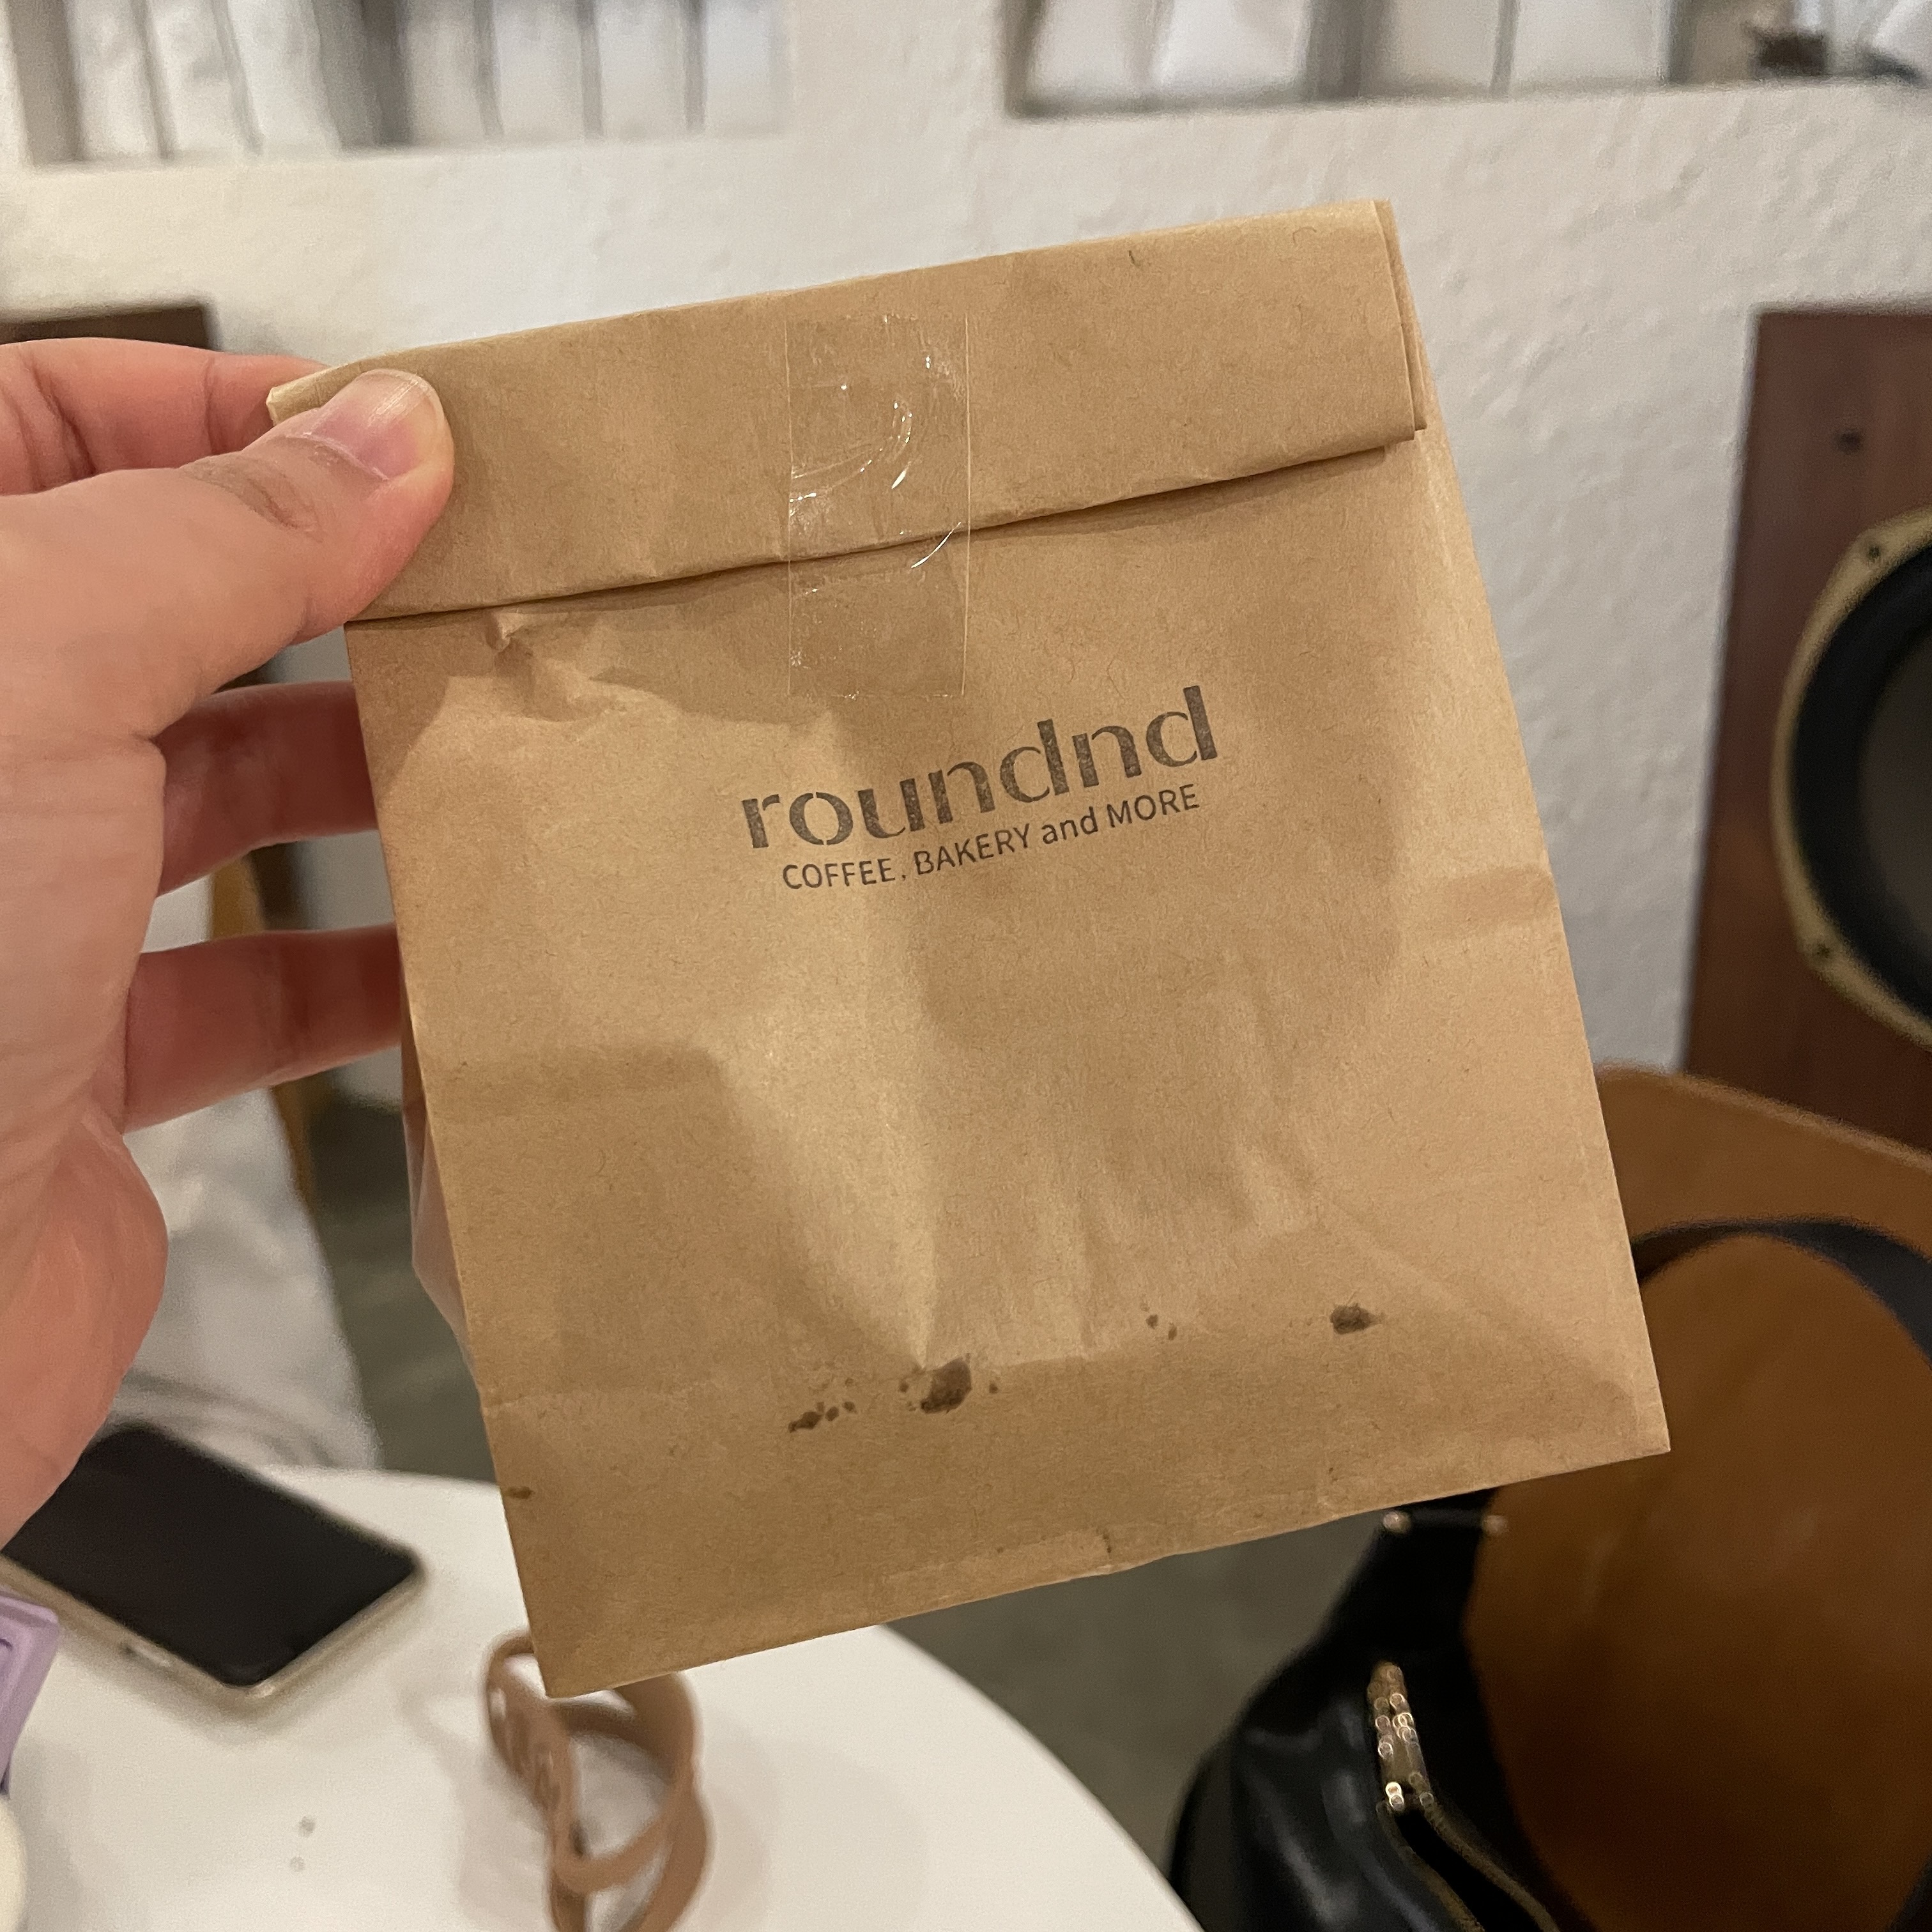 roundnd
COFFEE, BAKERY and MORE